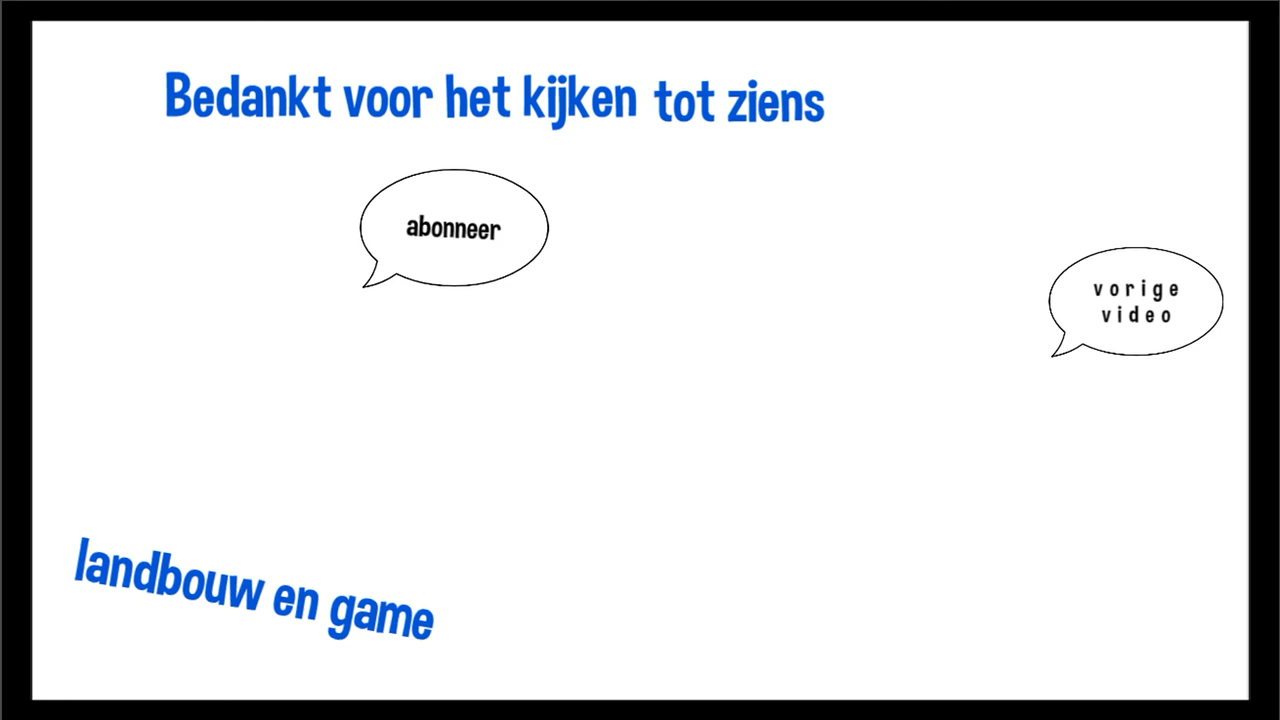 Bedankt voor het kijken tot ziens
abonneer
vorige
video
landbouw en game